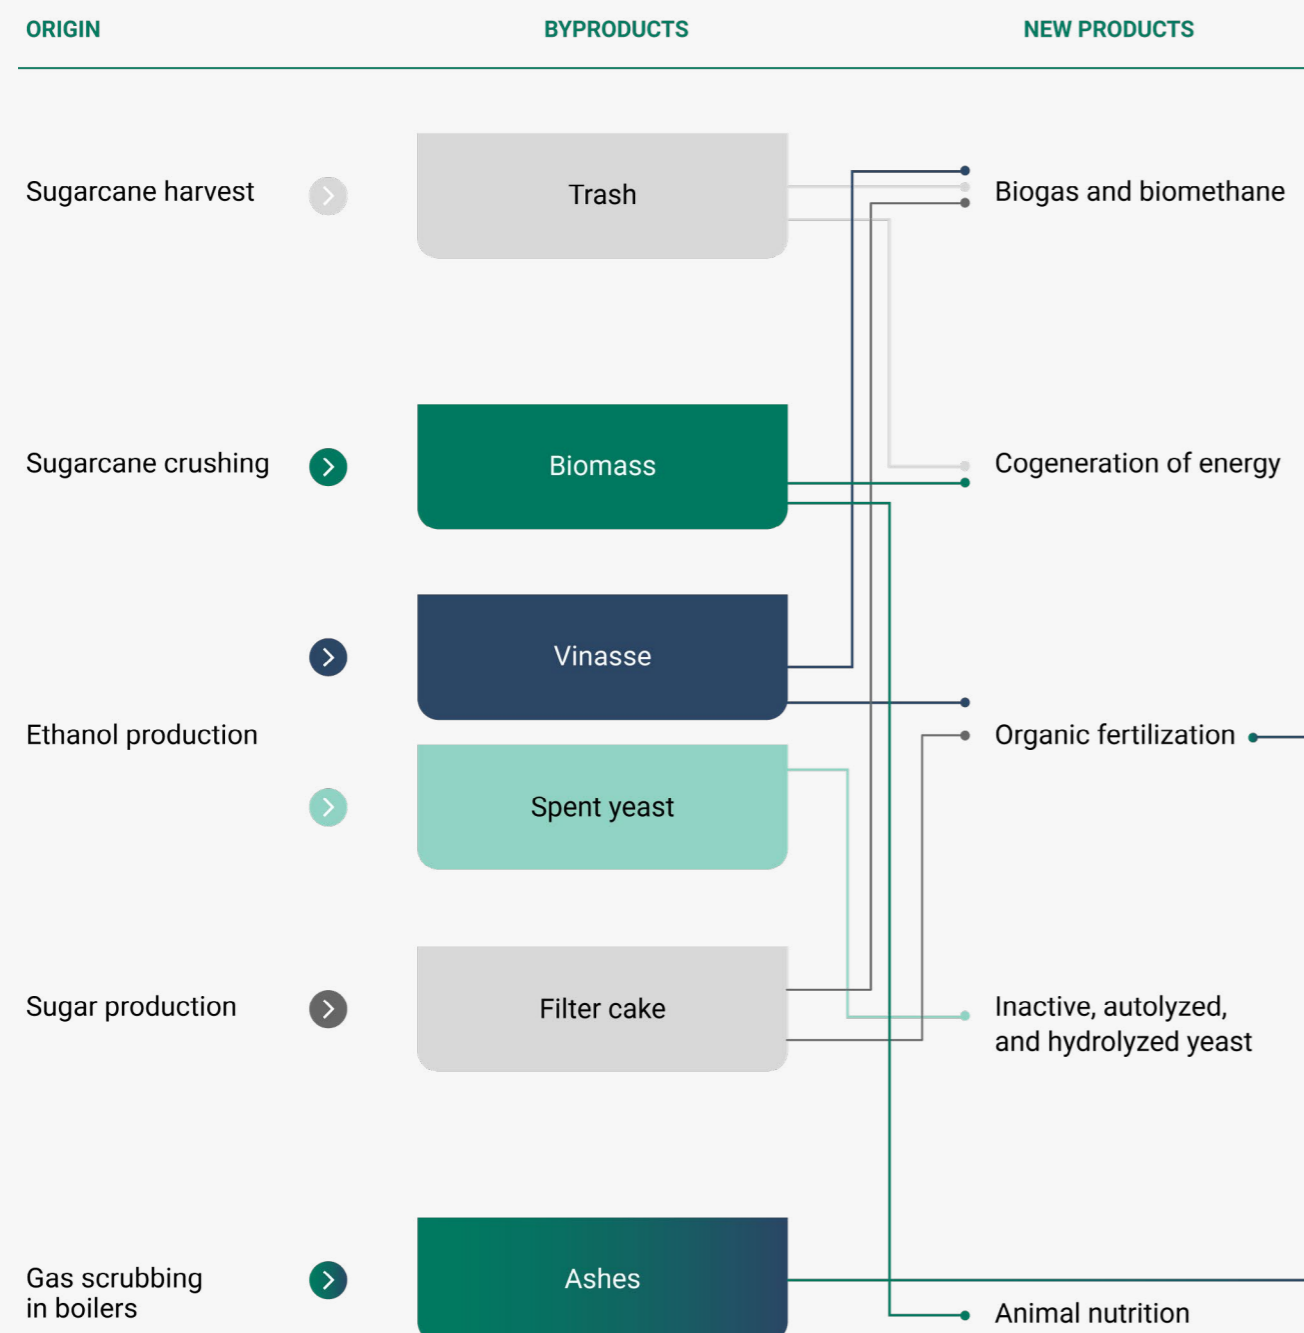 ORIGIN
BYPRODUCTS
NEW PRODUCTS
Sugarcane harvest
Trash
Biogas and biomethane
Sugarcane crushing
Biomass
Cogeneration of energy
Vinasse
Ethanol production
Organic fertilization
Spent yeast
Sugar production
Filter cake
Inactive, autolyzed,
and hydrolyzed yeast
Gas scrubbing
in boilers
Ashes
Animal nutrition